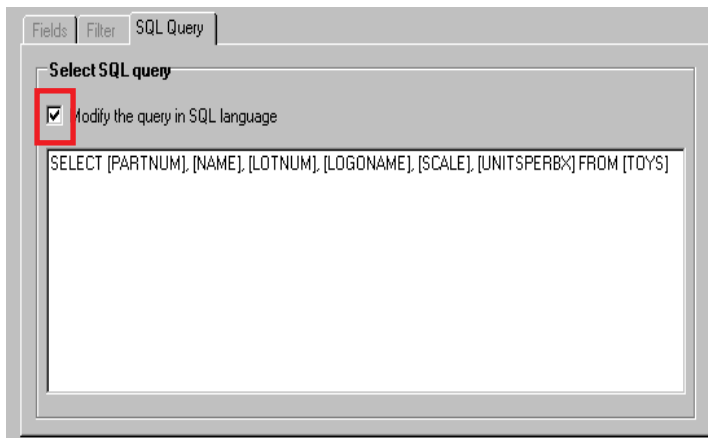 Fields Filter SQL Query
Select SQL query
Modify the query in SQL language
SELECT [PARTNUM], [NAME], [LOTNUM], [LOGONAME], [SCALE], [UNITSPERBX] FROM [TOYS]